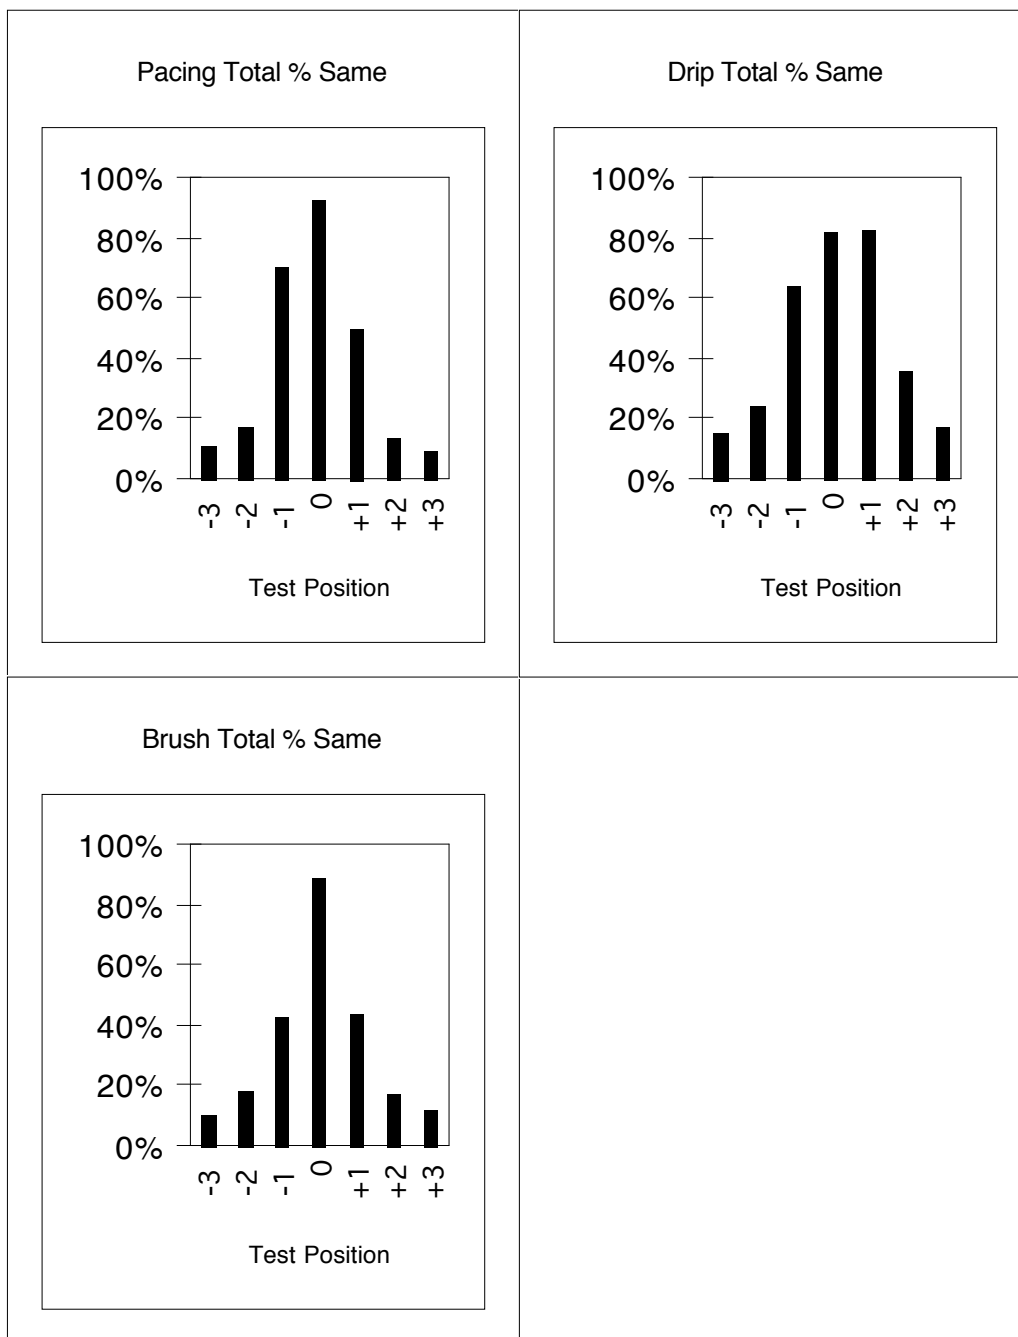 Pacing Total % Same
100%
80%
60%
40%
20%
0%
-3 -2 -1 0 +1 +2 +3
Test Position
Drip Total % Same
100%
80%
60%
40%
20%
0%
-3 -2 -1 0 +1 +2 +3
Test Position
Brush Total % Same
100%
80%
60%
40%
20%
0%
-3 -2 -1 0 +1 +2 +3
Test Position